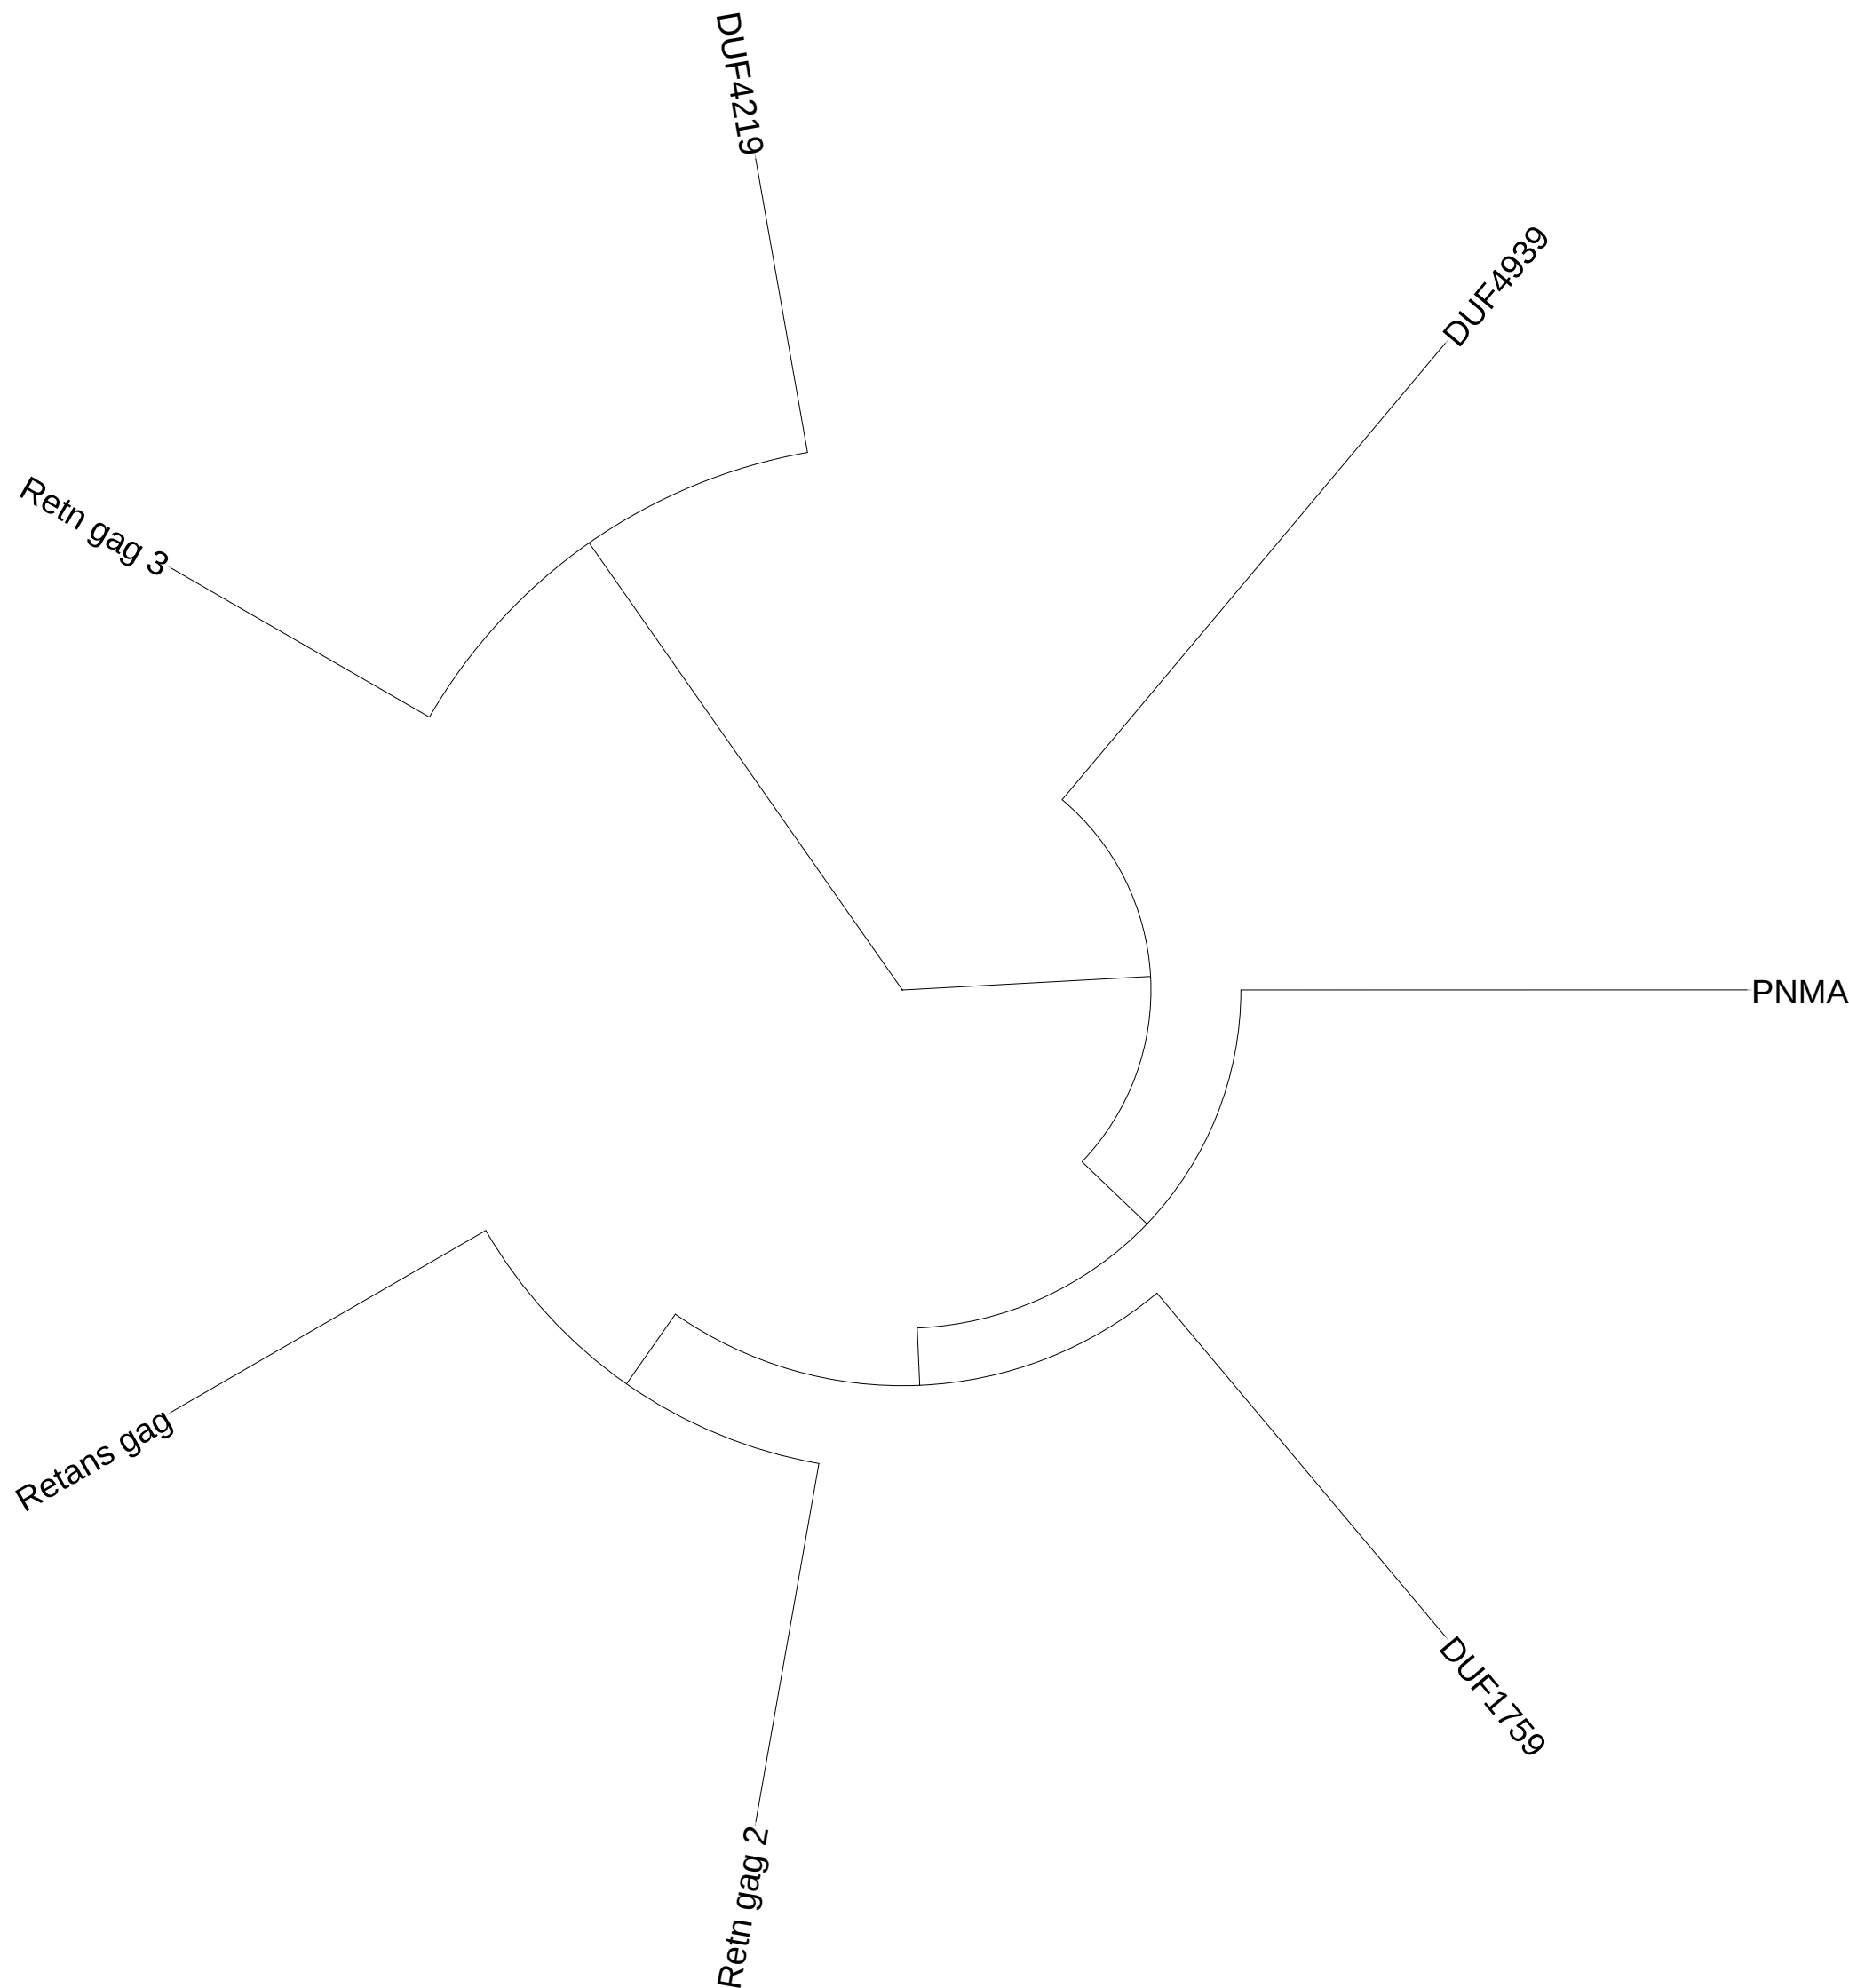 DUF4219
DUF4939
Retn gag 3
PNMA
Retans gag
DUF1759
Retn gag 2